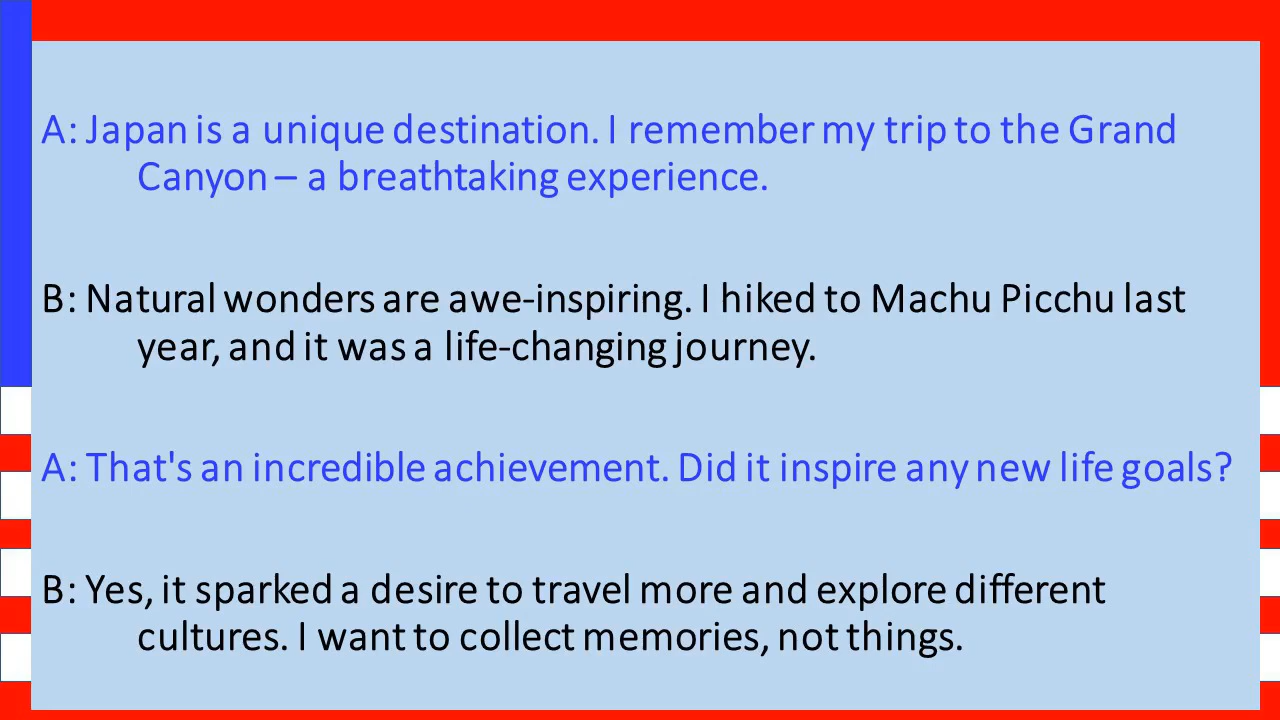 A: Japan is a unique destination. I remember my trip to the Grand
Canyon – a breathtaking experience.
B: Natural wonders are awe-inspiring. I hiked to Machu Picchu last
year, and it was a life-changing journey.
A: That's an incredible achievement. Did it inspire any new life goals?
B: Yes, it sparked a desire to travel more and explore different
cultures. I want to collect memories, not things.